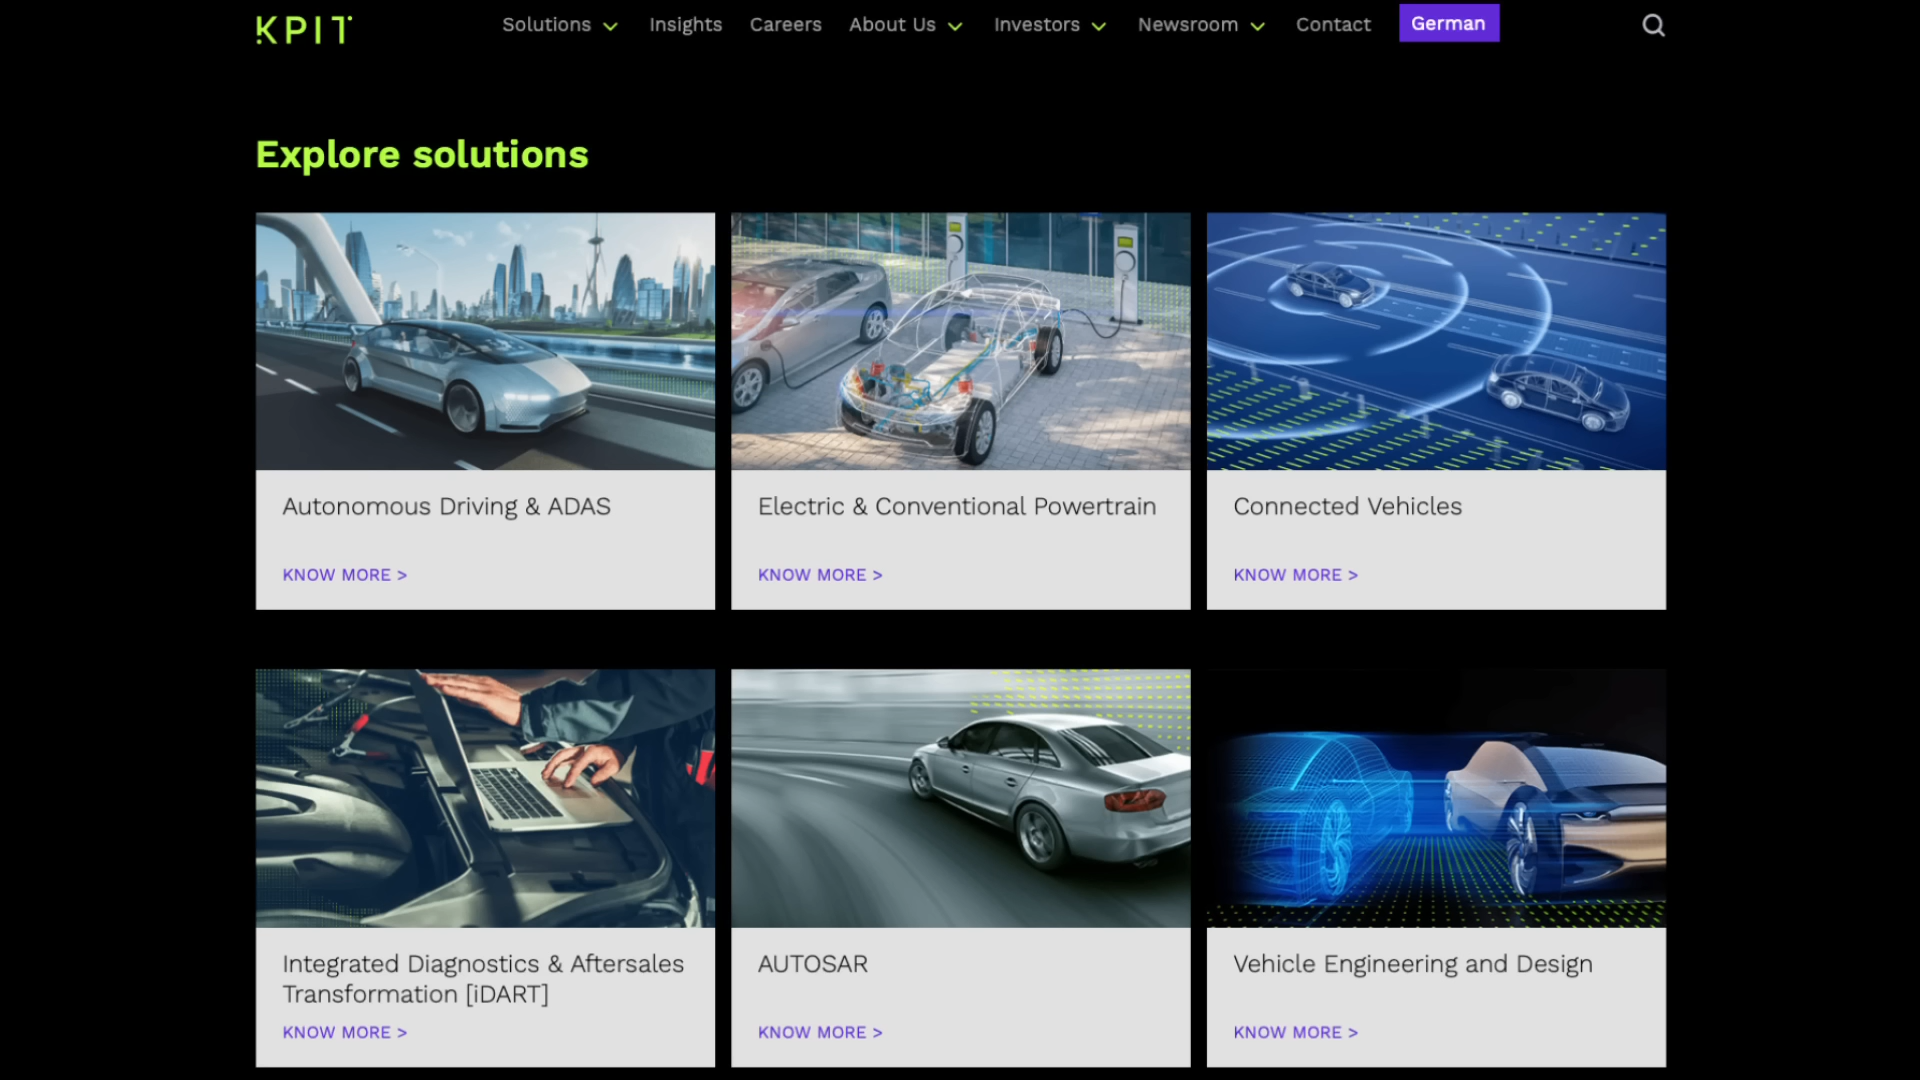 KPIT
Solutions
Insights
Careers
About Us
Investors
Newsroom
Contact
German
Explore solutions
Autonomous Driving & ADAS
KNOW MORE >
Electric & Conventional Powertrain
KNOW MORE >
Connected Vehicles
KNOW MORE >
Integrated Diagnostics & Aftersales
Transformation [iDART]
KNOW MORE >
AUTOSAR
KNOW MORE >
Vehicle Engineering and Design
KNOW MORE >